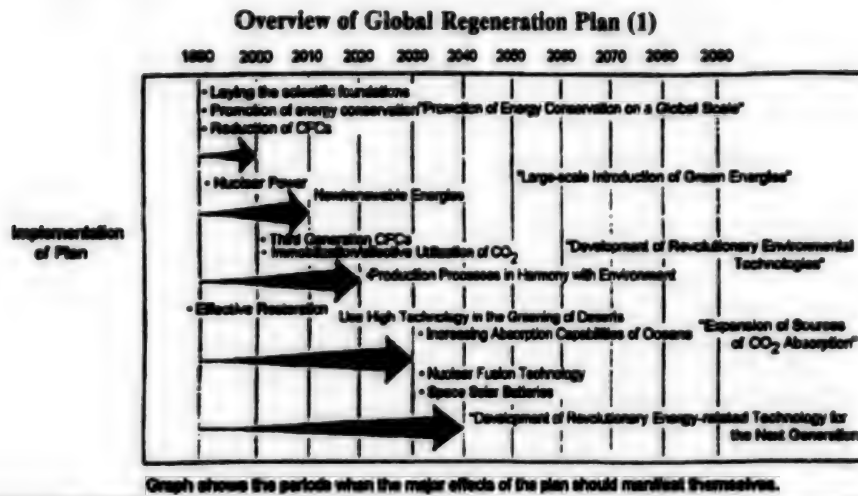 Overview of Global Regeneration Plan (1)
1990 2000 2010 2020 2030 2040 2050 2060 2070 2080 2090
• Laying the scientific foundations
• Promotion of energy conservation "Promotion of Energy Conservation on a Global Scale"
• Reduction of CFCs
• Nuclear Power
New/renewable Energies
"Large-scale Introduction of Green Energies"
Implementation
of Plan
• Third Generation CFCs
• Immobilization/effective Utilization of CO2
"Development of Revolutionary Environmental
Technologies"
•Production Processes in Harmony with Environment
• Effective Restoration
Use High Technology in the Greening of Deserts
• Increasing Absorption Capabilities of Oceans
"Expansion of Sources
of CO2 Absorption"
• Nuclear Fusion Technology
• Space Solar Batteries
"Development of Revolutionary Energy-related Technology for
the Next Generation
Graph shows the periods when the major effects of the plan should manifest themselves.